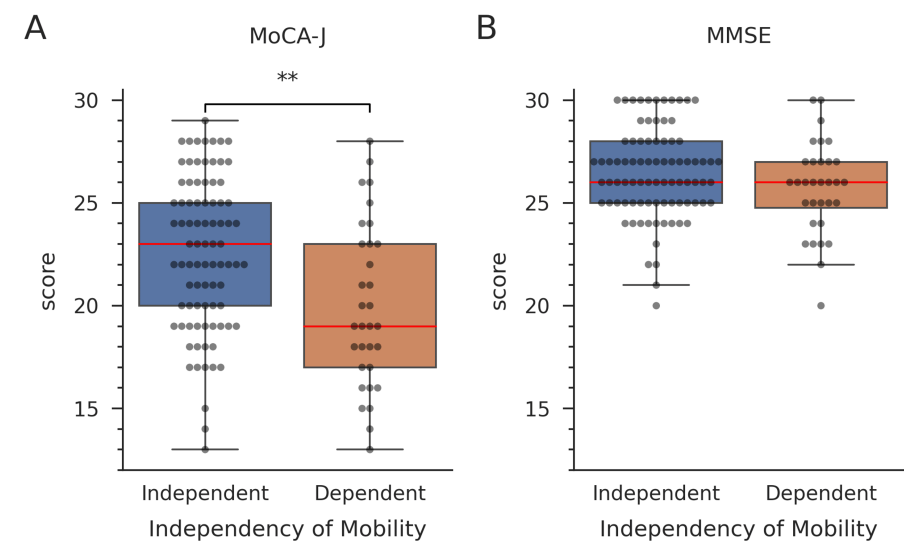 A
MoCA-J
**
30
25
20
15
score
Independent Dependent
Independency of Mobility
B
MMSE
30
25
20
15
score
Independent Dependent
Independency of Mobility